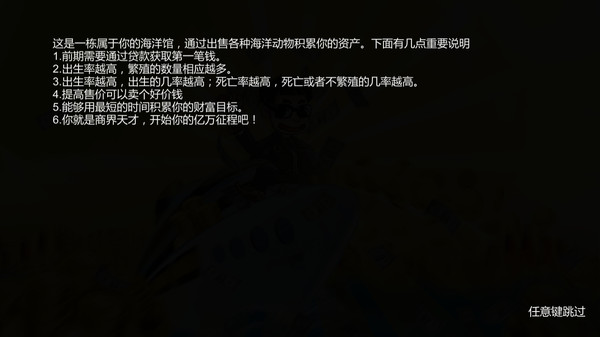 这是一栋属于你的海洋馆，通过出售各种海洋动物积累你的资产。下面有几点重要说明
1.前期需要通过贷款获取第一笔钱。
2.出生率越高，繁殖的数量相应越多。
3.出生率越高，出生的几率越高；死亡率越高，死亡或者不繁殖的几率越高。
4.提高售价可以卖个好价钱
5.能够用最短的时间积累你的财富目标。
6.你就是商界天才，开始你的亿万征程吧！
任意键跳过